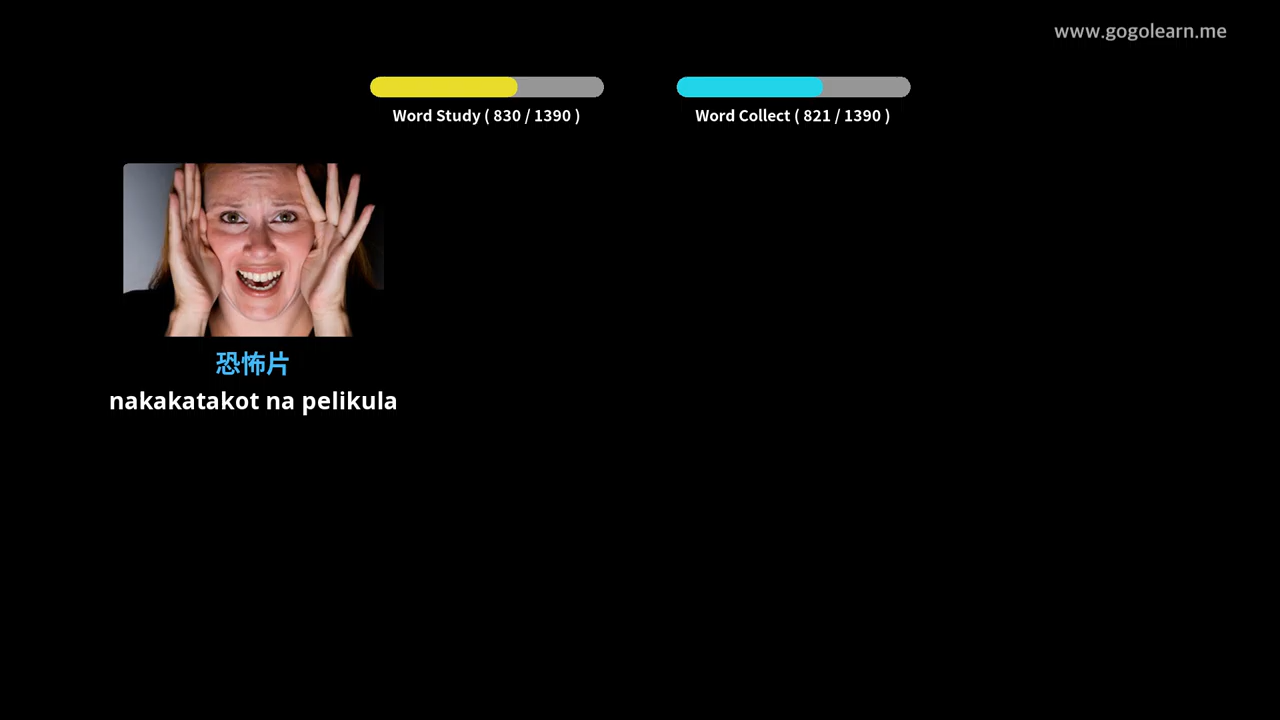 www.gogolearn.me
Word Study ( 830 / 1390 )
Word Collect ( 821 / 1390 )
恐怖片
nakakatakot na pelikula